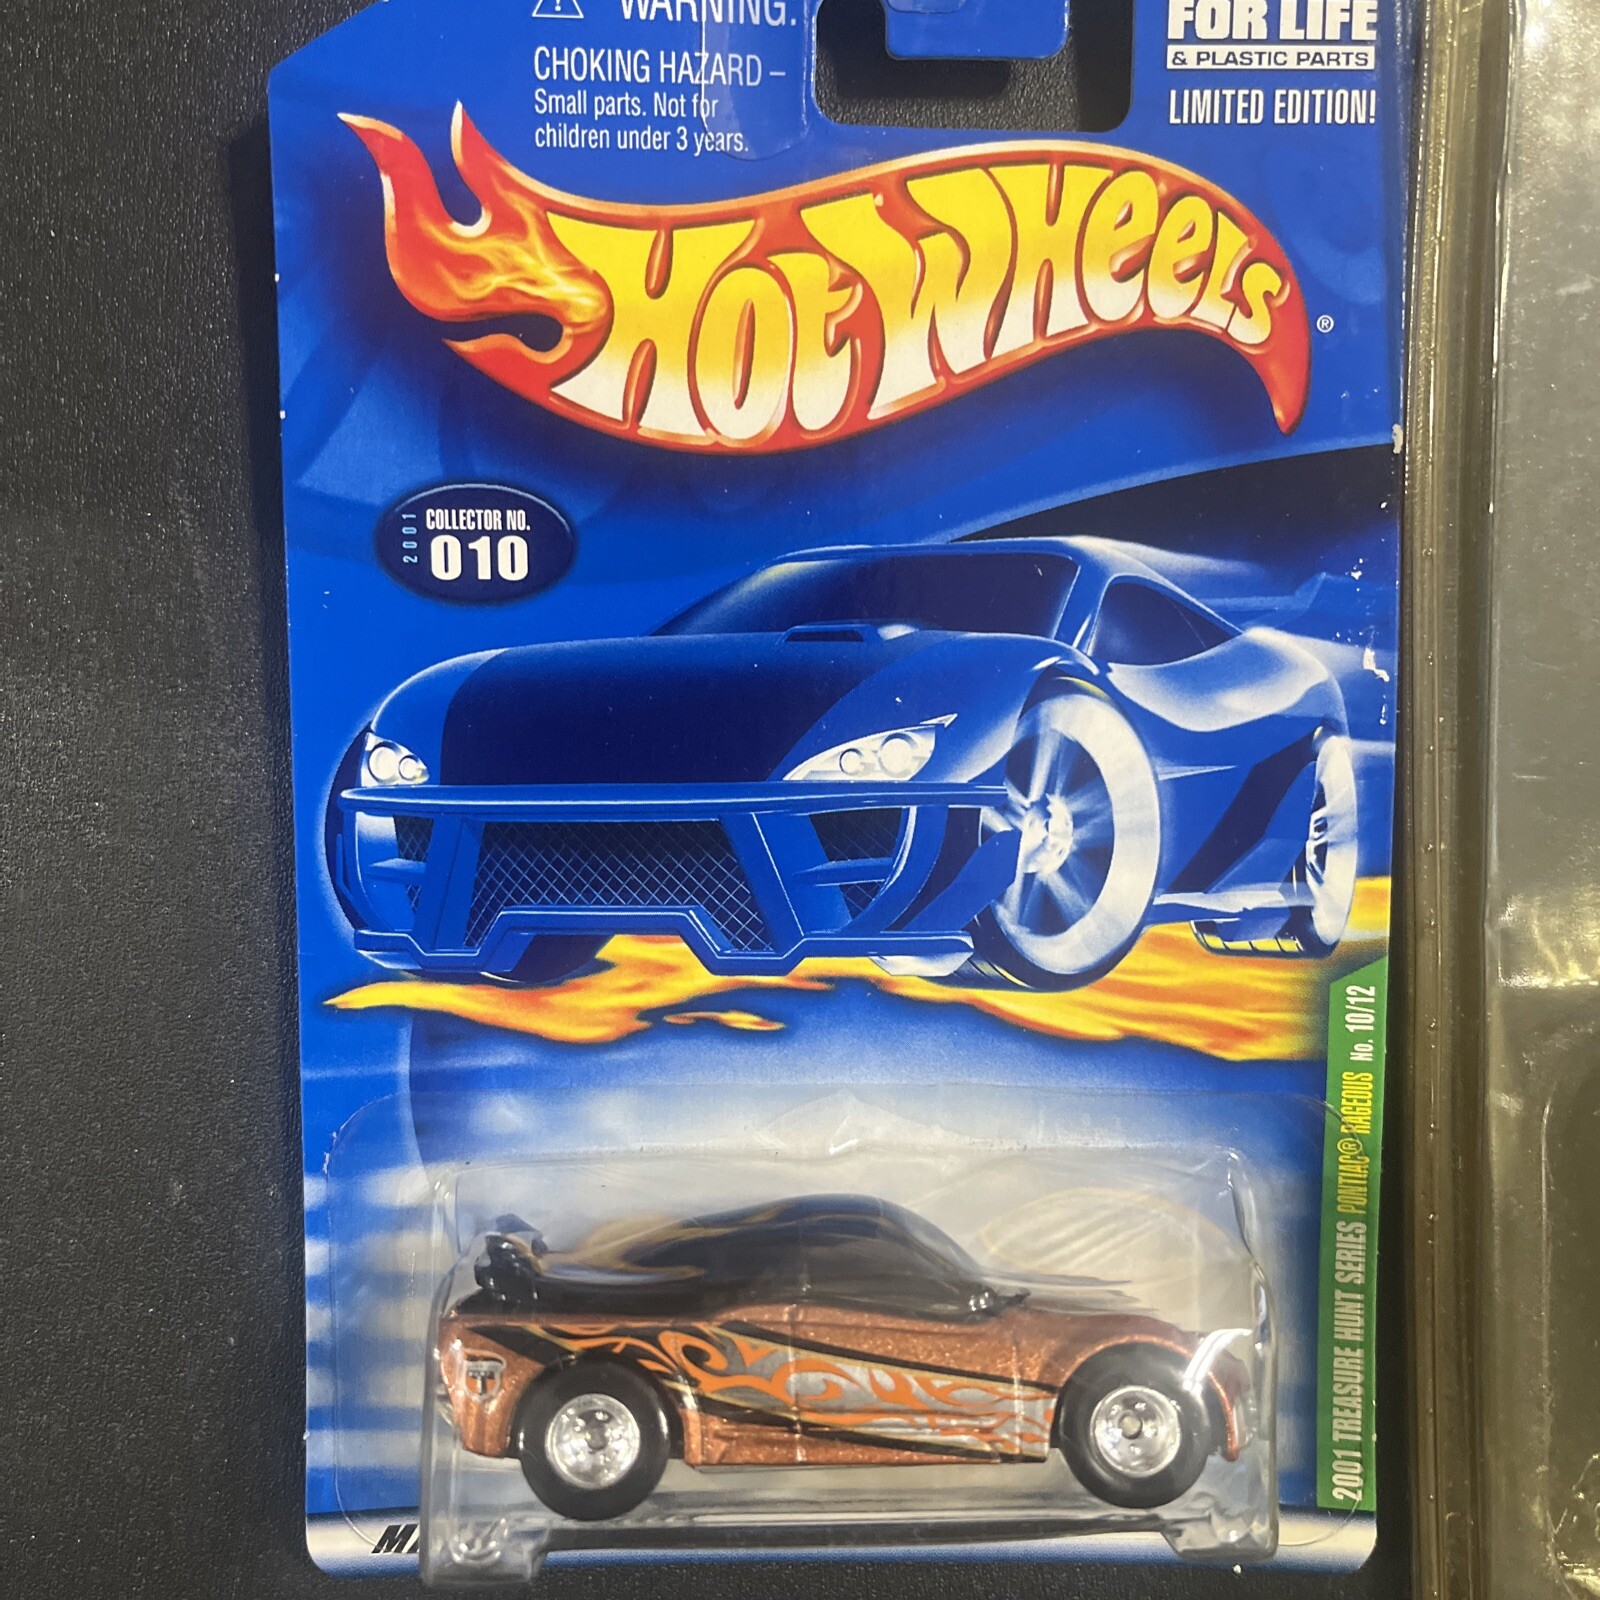 WARNING:
CHOKING HAZARD –
Small parts. Not for
children under 3 years.
FOR LIFE
& PLASTIC PARTS
LIMITED EDITION!
HOT WHEELS®
2001
COLLECTOR NO.
010
2001 TREASURE HUNT SERIES PONTIAC® RAGEOUS No. 10/12